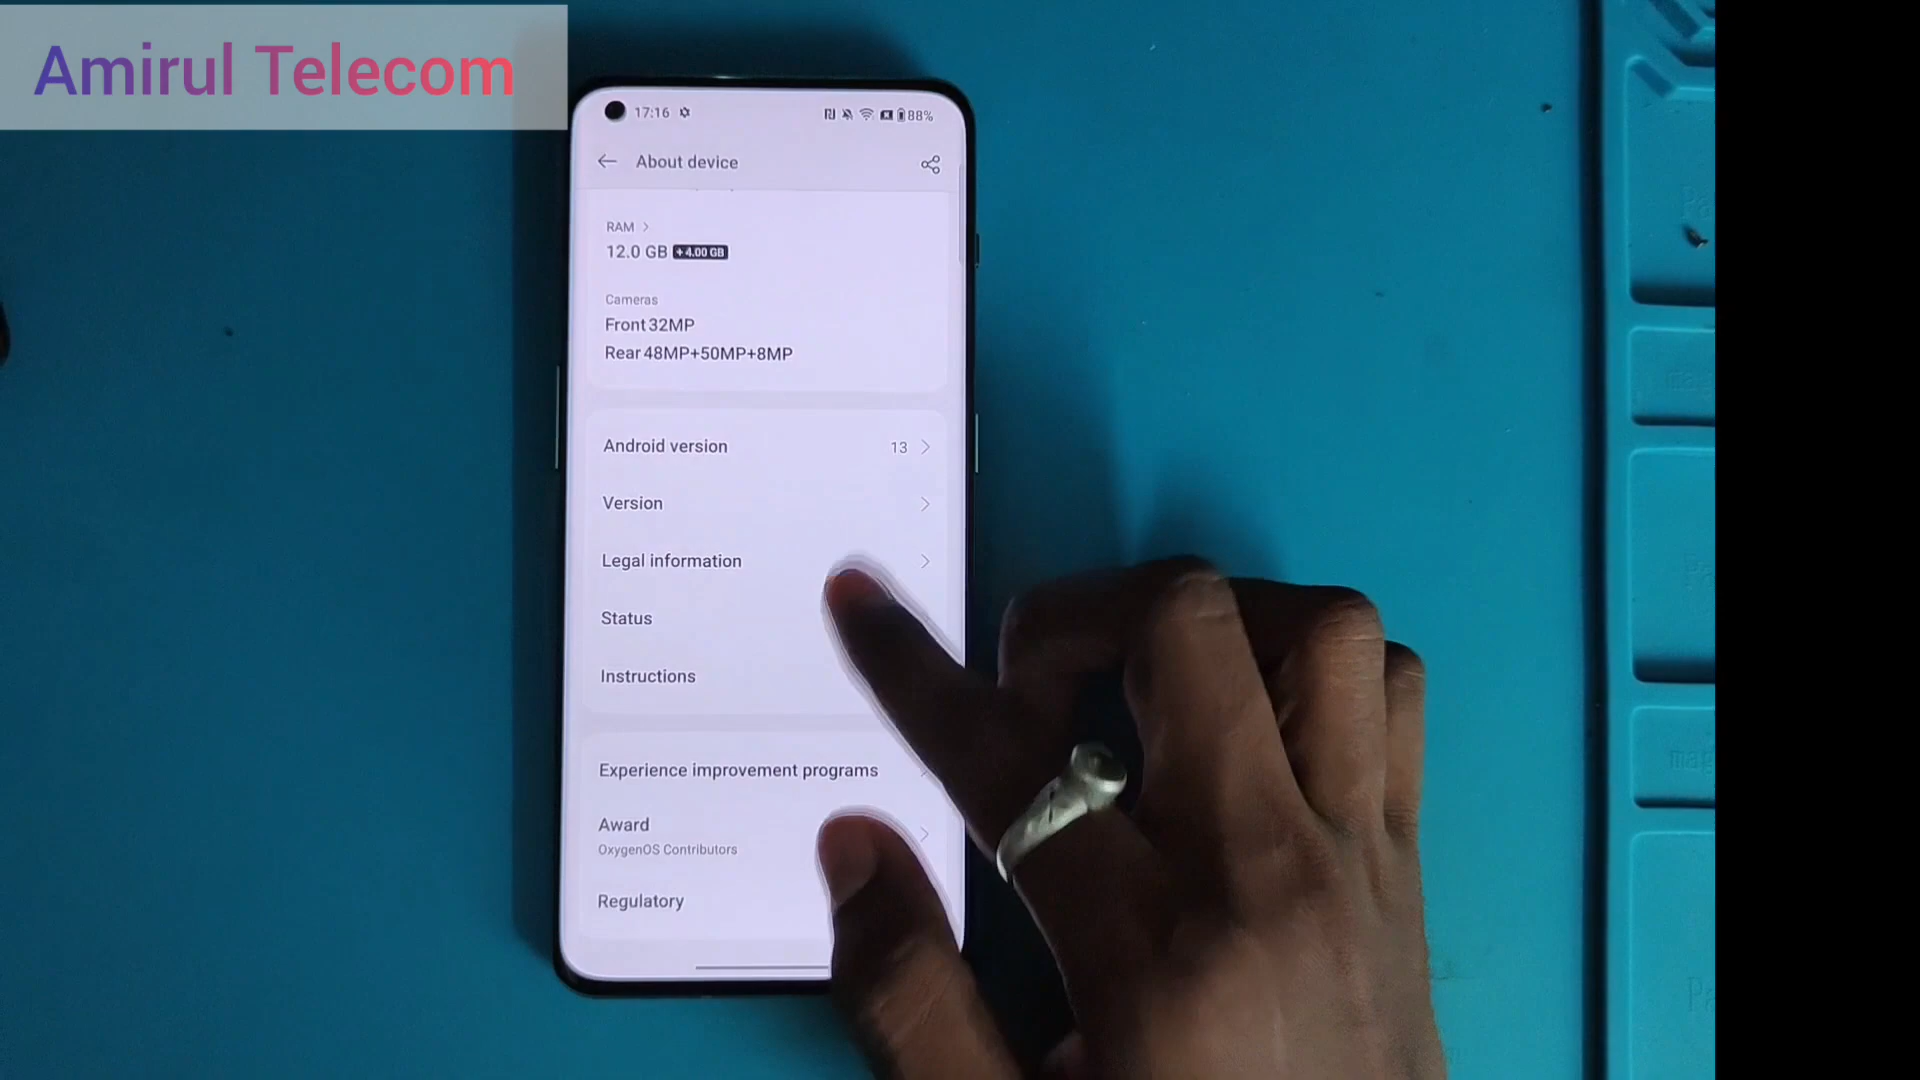 Amirul Telecom
17:16
88%
About device
RAM
12.0 GB +4.00 GB
Cameras
Front 32MP
Rear 48MP+50MP+8MP
Android version 13
Version
Legal information
Status
Instructions
Experience improvement programs
Award
OxygenOS Contributors
Regulatory